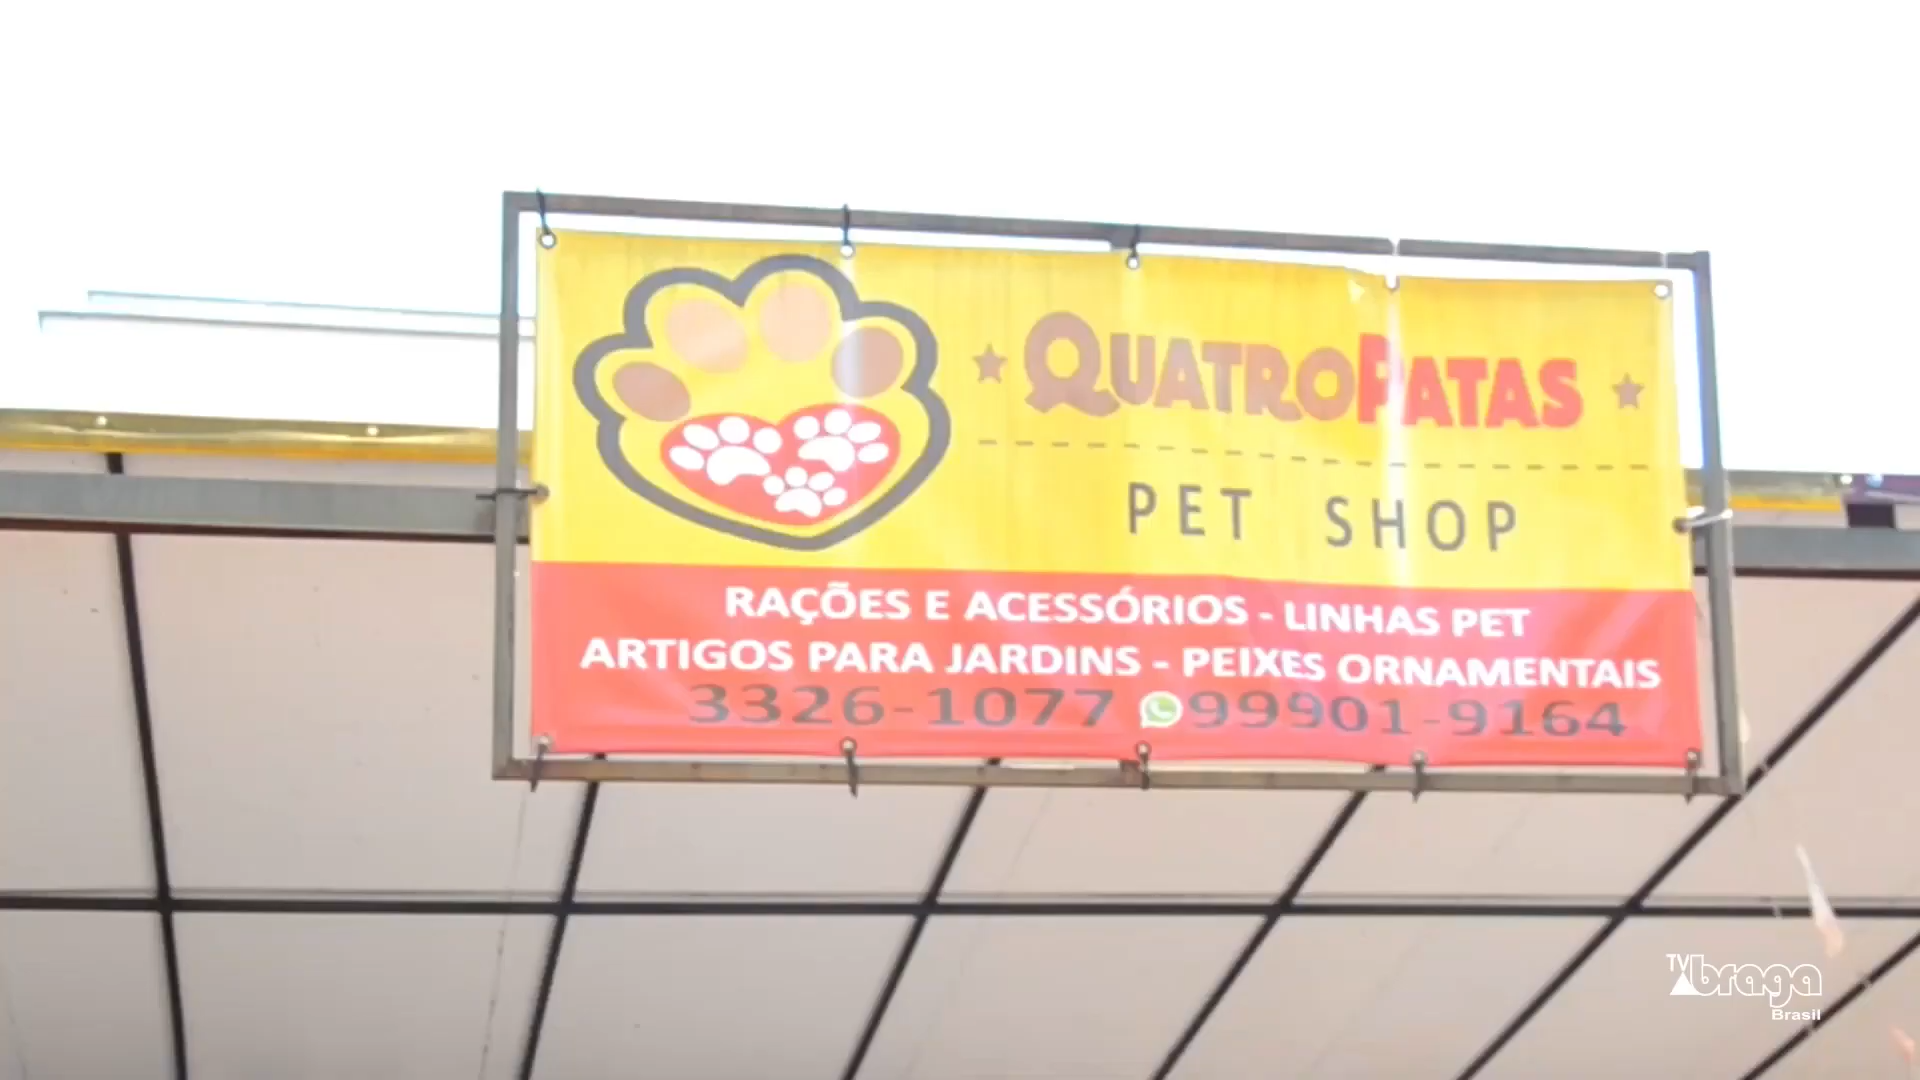 QUATROPATAS
PET SHOP
RAÇÕES E ACESSÓRIOS - LINHAS PET
ARTIGOS PARA JARDINS - PEIXES ORNAMENTAIS
3326-1077 99901-9164
TV braga
Brasil